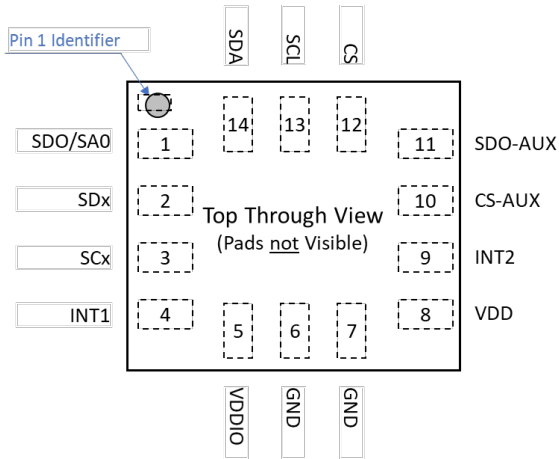 Pin 1 Identifier
SDA
SCL
CS
14
13
12
SDO/SA0
1
11
SDO-AUX
SDx
2
10
CS-AUX
Top Through View
(Pads not Visible)
SCx
3
9
INT2
INT1
4
8
VDD
5
6
7
VDDIO
GND
GND